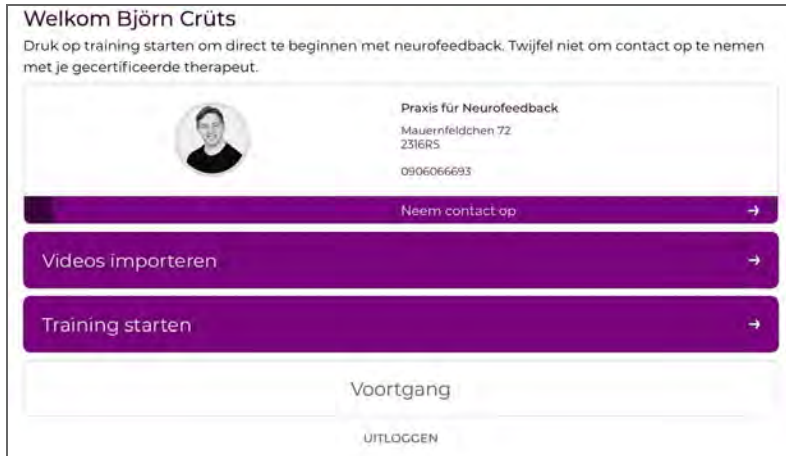 Welkom Björn Crüts
Druk op training starten om direct te beginnen met neurofeedback. Twijfel niet om contact op te nemen
met je gecertificeerde therapeut.
Praxis für Neurofeedback
Mauernfeldchen 72
2316RS
0906066693
Neem contact op
Videos importeren
Training starten
Voortgang
UITLOGGEN